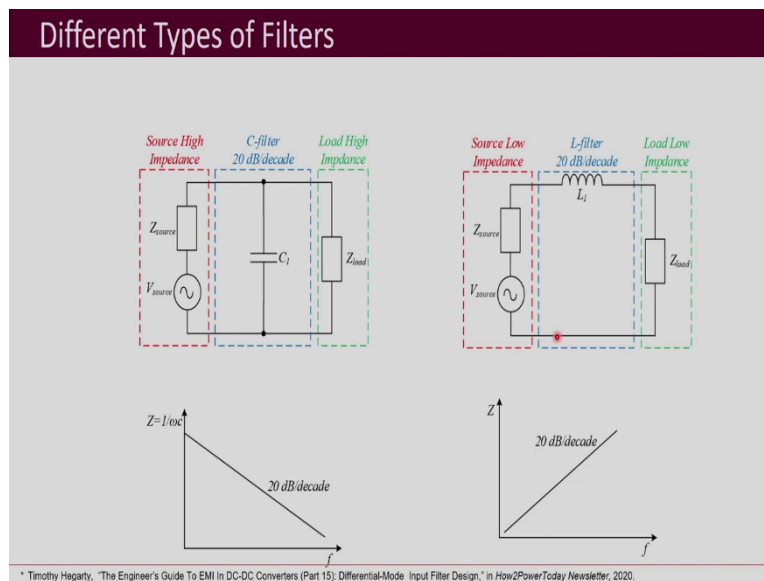 Different Types of Filters
Source High
Impedance
C-filter
20 dB/decade
Load High
Impdance
Zsource
Vsource
C1
Zload
Source Low
Impedance
L-filter
20 dB/decade
Load Low
Impdance
L1
Zsource
Vsource
Zload
Z=1/ωc
20 dB/decade
f
Z
20 dB/decade
f
* Timothy Hegarty, "The Engineer's Guide To EMI In DC-DC Converters (Part 15): Differential-Mode Input Filter Design," in How2PowerToday Newsletter, 2020.